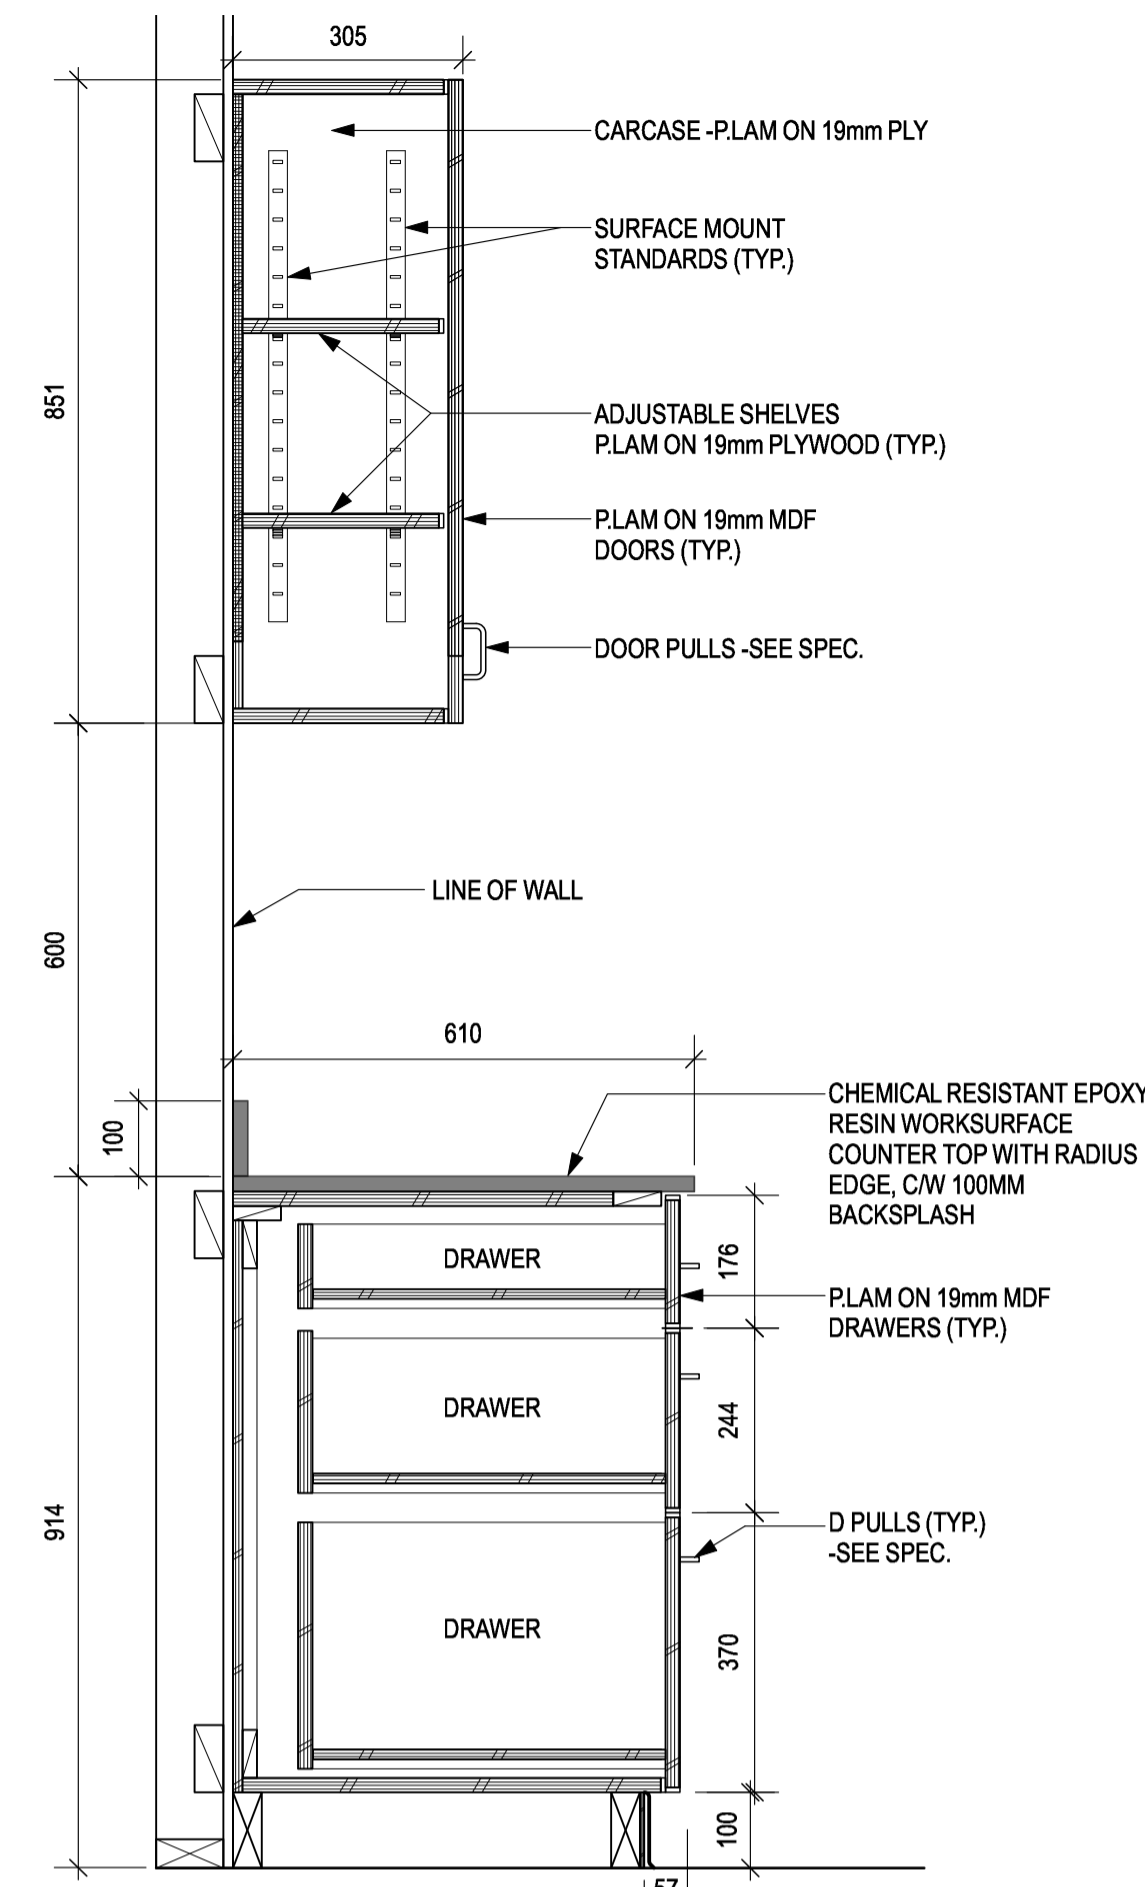 305
CARCASE -P.LAM ON 19mm PLY
SURFACE MOUNT
STANDARDS (TYP.)
851
ADJUSTABLE SHELVES
P.LAM ON 19mm PLYWOOD (TYP.)
P.LAM ON 19mm MDF
DOORS (TYP.)
DOOR PULLS -SEE SPEC.
LINE OF WALL
600
610
CHEMICAL RESISTANT EPOXY
RESIN WORKSURFACE
COUNTER TOP WITH RADIUS
EDGE, C/W 100MM
BACKSPLASH
100
DRAWER
176
P.LAM ON 19mm MDF
DRAWERS (TYP.)
DRAWER
244
914
D PULLS (TYP.)
-SEE SPEC.
DRAWER
370
100
57